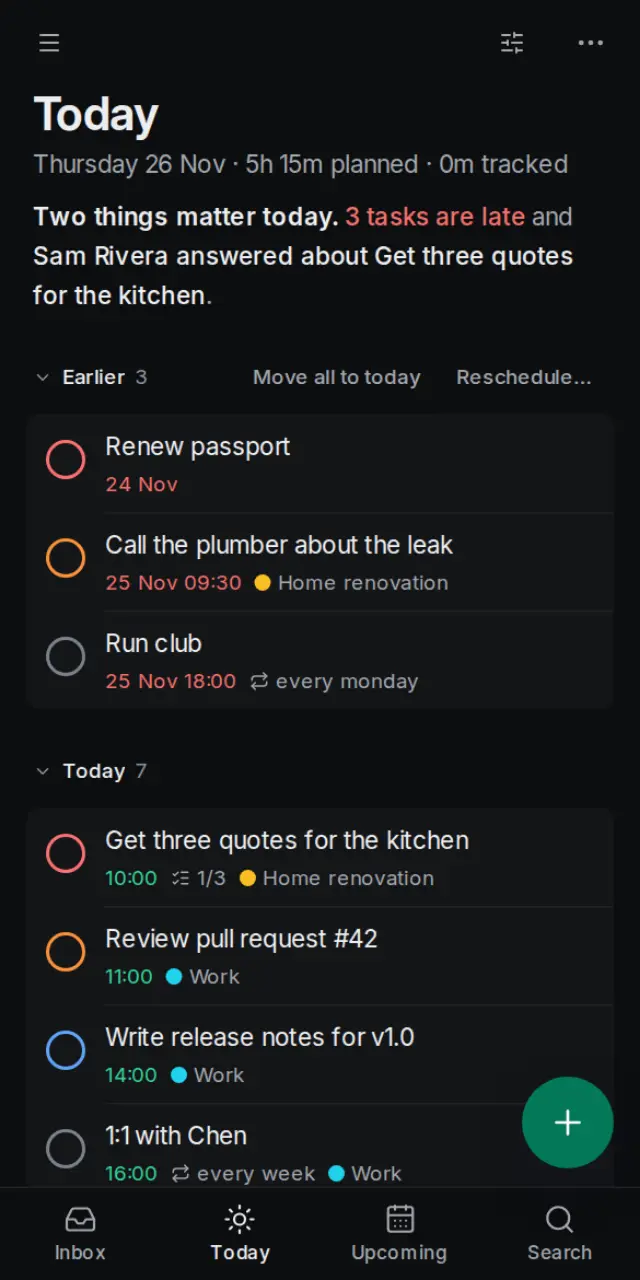 Today
Thursday 26 Nov · 5h 15m planned · 0m tracked
Two things matter today. 3 tasks are late and
Sam Rivera answered about Get three quotes
for the kitchen.
Earlier 3 Move all to today Reschedule...
Renew passport
24 Nov
Call the plumber about the leak
25 Nov 09:30 Home renovation
Run club
25 Nov 18:00 every monday
Today 7
Get three quotes for the kitchen
10:00 1/3 Home renovation
Review pull request #42
11:00 Work
Write release notes for v1.0
14:00 Work
1:1 with Chen
16:00 every week Work
Inbox Today Upcoming Search